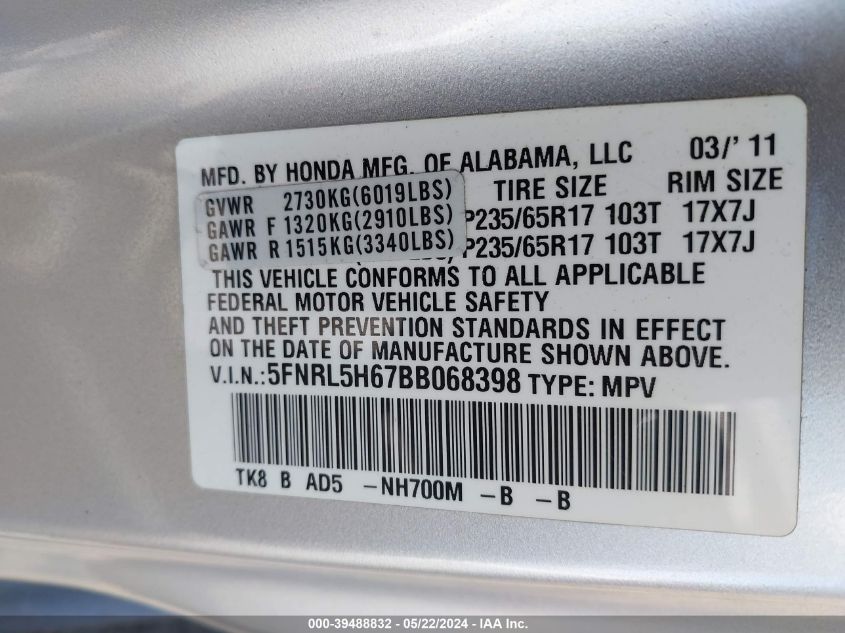 MFD. BY HONDA MFG. OF ALABAMA, LLC 03/'11
TIRE SIZE RIM SIZE
GVWR 2730KG(6019LBS)
GAWR F 1320KG(2910LBS) P235/65R17 103T 17X7J
GAWR R 1515KG(3340LBS) P235/65R17 103T 17X7J
THIS VEHICLE CONFORMS TO ALL APPLICABLE
FEDERAL MOTOR VEHICLE SAFETY
AND THEFT PREVENTION STANDARDS IN EFFECT
ON THE DATE OF MANUFACTURE SHOWN ABOVE.
V.I.N.:5FNRL5H67BB068398 TYPE: MPV
TK8 B AD5 -NH700M -B -B
000-39488832 - 05/22/2024 - IAA Inc.